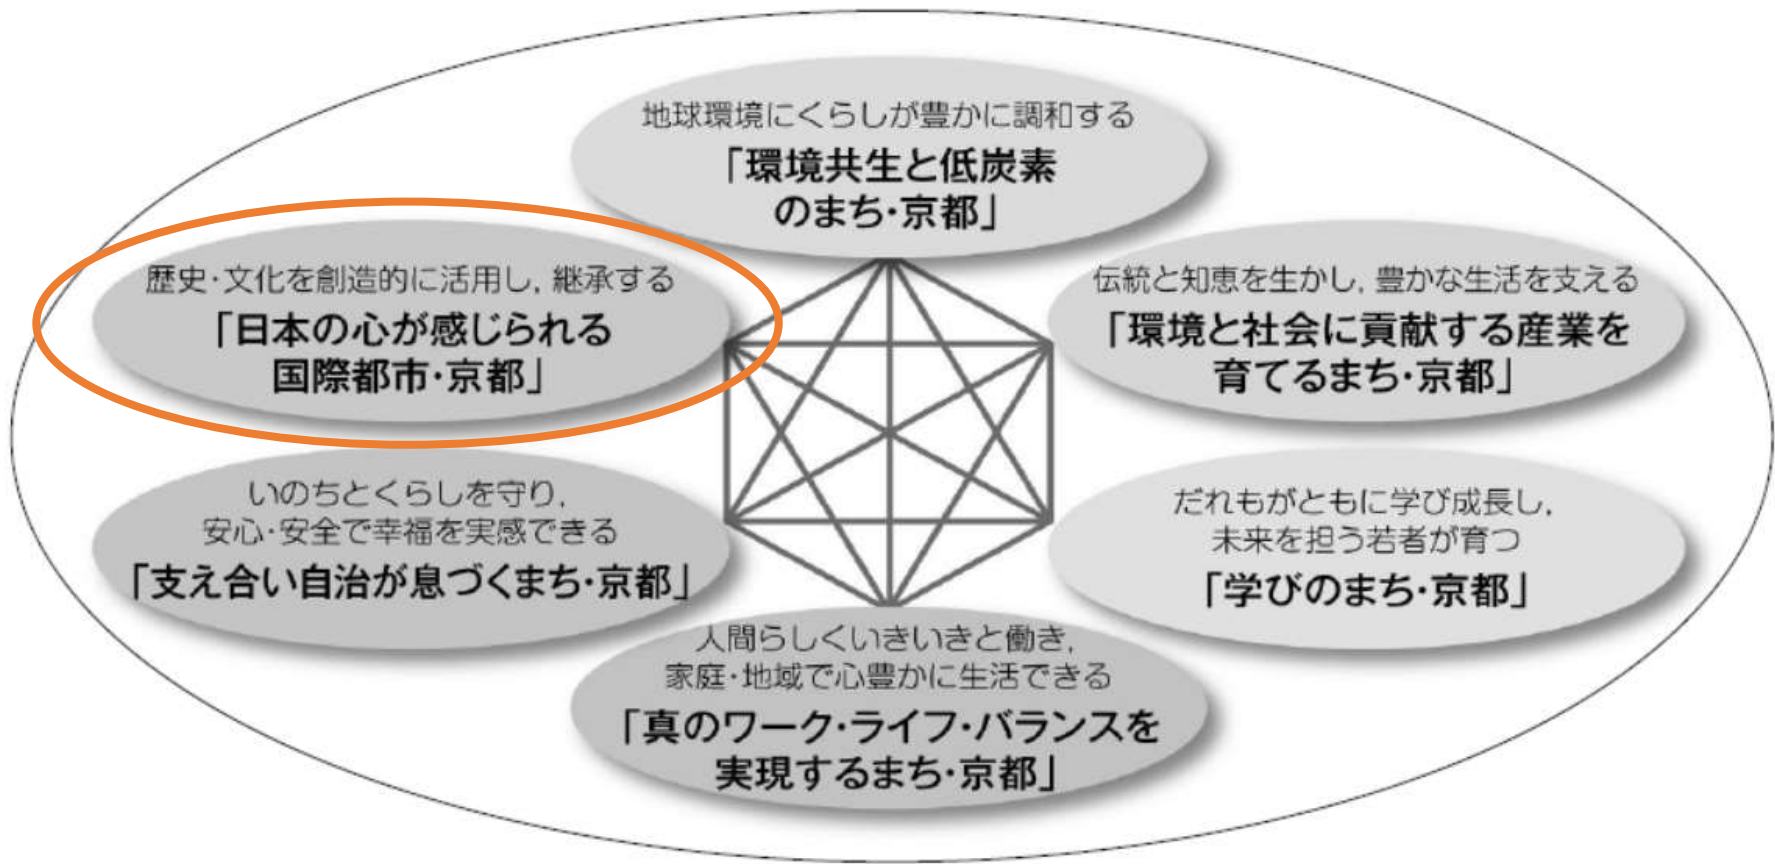 地球環境にくらしが豊かに調和する
「環境共生と低炭素
のまち・京都」
歴史・文化を創造的に活用し，継承する
「日本の心が感じられる
国際都市・京都」
伝統と知恵を生かし，豊かな生活を支える
「環境と社会に貢献する産業を
育てるまち・京都」
いのちとくらしを守り，
安心・安全で幸福を実感できる
「支え合い自治が息づくまち・京都」
だれもがともに学び成長し，
未来を担う若者が育つ
「学びのまち・京都」
人間らしくいきいきと働き，
家庭・地域で心豊かに生活できる
「真のワーク・ライフ・バランスを
実現するまち・京都」